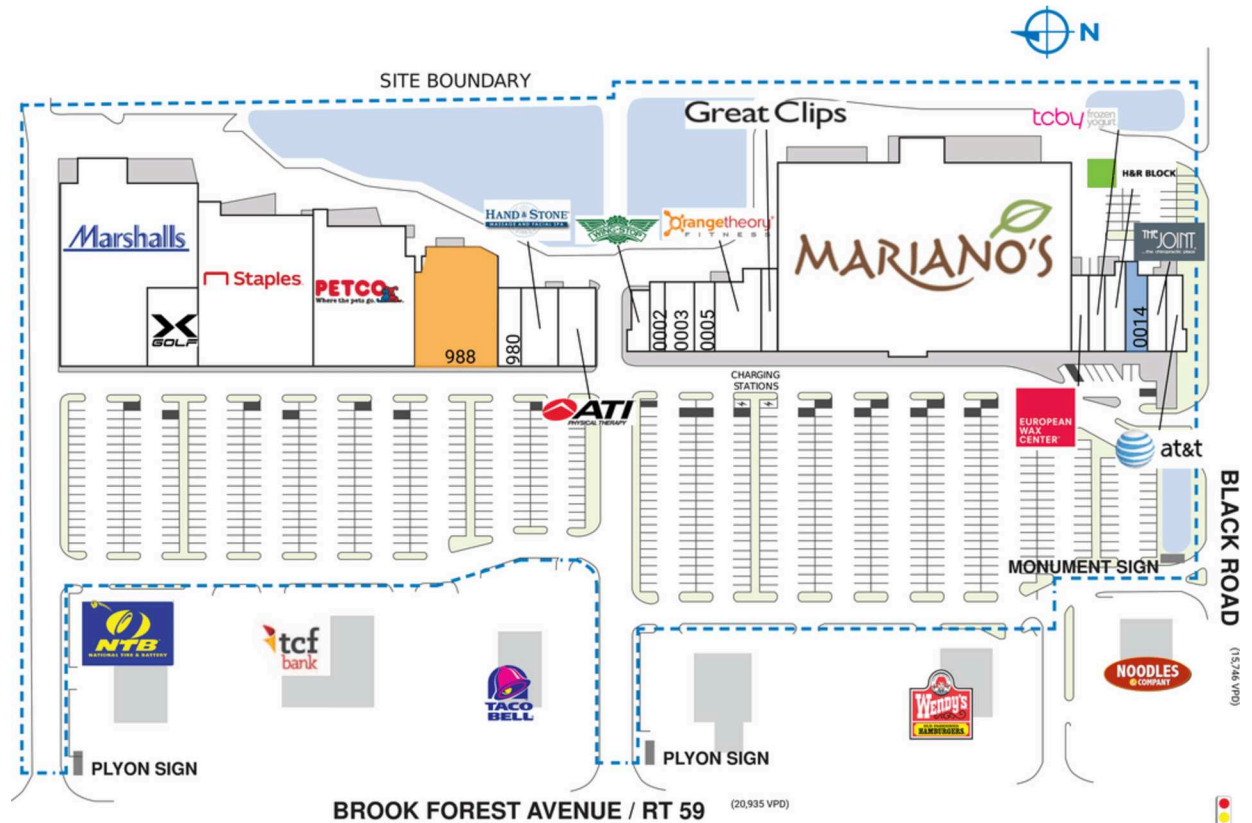 N
SITE BOUNDARY
Great Clips
tcby frozen
yogurt
H&R BLOCK
HAND & STONE
MASSAGE AND FACIAL SPA
WING·STOP
Orangetheory
FITNESS
THE JOINT
Marshalls
Staples
PETCO
Where the pets go.
X
GOLF
MARIANO'S
988
980
0002
0003
0005
0014
CHARGING
STATIONS
ATI
PHYSICAL THERAPY
EUROPEAN
WAX
CENTER
at&t
BLACK ROAD
(15,746 VPD)
MONUMENT SIGN
NTB
NATIONAL TIRE & BATTERY
tcf
bank
TACO
BELL
WENDY'S
OLD FASHIONED
HAMBURGERS
NOODLES
& COMPANY
PLYON SIGN
PLYON SIGN
BROOK FOREST AVENUE / RT 59
(20,935 VPD)